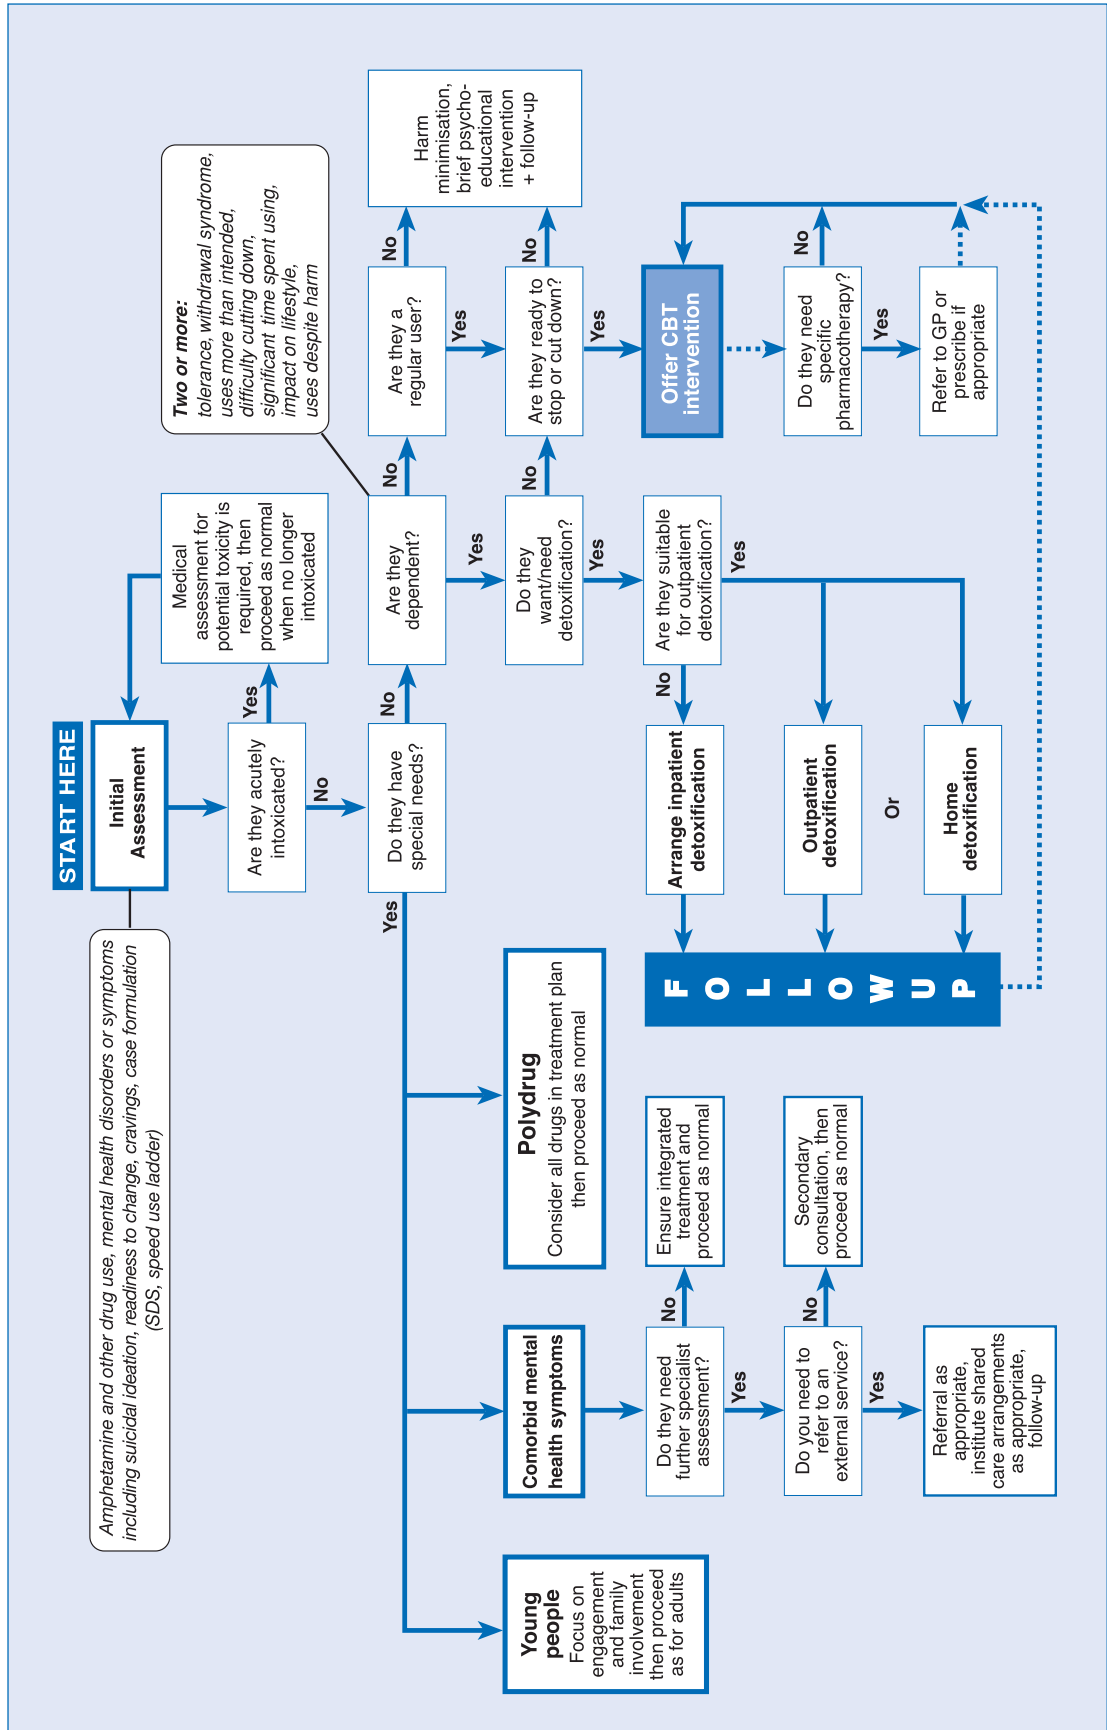 START HERE
Initial
Assessment
Amphetamine and other drug use, mental health disorders or symptoms
including suicidal ideation, readiness to change, cravings, case formulation
(SDS, speed use ladder)
Are they acutely
intoxicated?
Yes
Medical
assessment for
potential toxicity is
required, then
proceed as normal
when no longer
intoxicated
No
Do they have
special needs?
Yes
Young
people
Focus on
engagement
and family
involvement
then proceed
as for adults
Comorbid mental
health symptoms
Do they need
further specialist
assessment?
No
Ensure integrated
treatment and
proceed as normal
Yes
Do you need to
refer to an
external service?
No
Secondary
consultation, then
proceed as normal
Yes
Referral as
appropriate,
institute shared
care arrangements
as appropriate,
follow-up
Polydrug
Consider all drugs in treatment plan
then proceed as normal
No
Are they
dependent?
Two or more:
tolerance, withdrawal syndrome,
uses more than intended,
difficulty cutting down,
significant time spent using,
impact on lifestyle,
uses despite harm
No
Are they a
regular user?
No
Harm
minimisation,
brief psycho-
educational
intervention
+ follow-up
Yes
Yes
Do they
want/need
detoxification?
No
Are they ready to
stop or cut down?
No
Yes
Yes
Are they suitable
for outpatient
detoxification?
No
Arrange inpatient
detoxification
Yes
Outpatient
detoxification
Or
Home
detoxification
FOLLOW UP
Offer CBT
intervention
Do they need
specific
pharmacotherapy?
No
Yes
Refer to GP or
prescribe if
appropriate